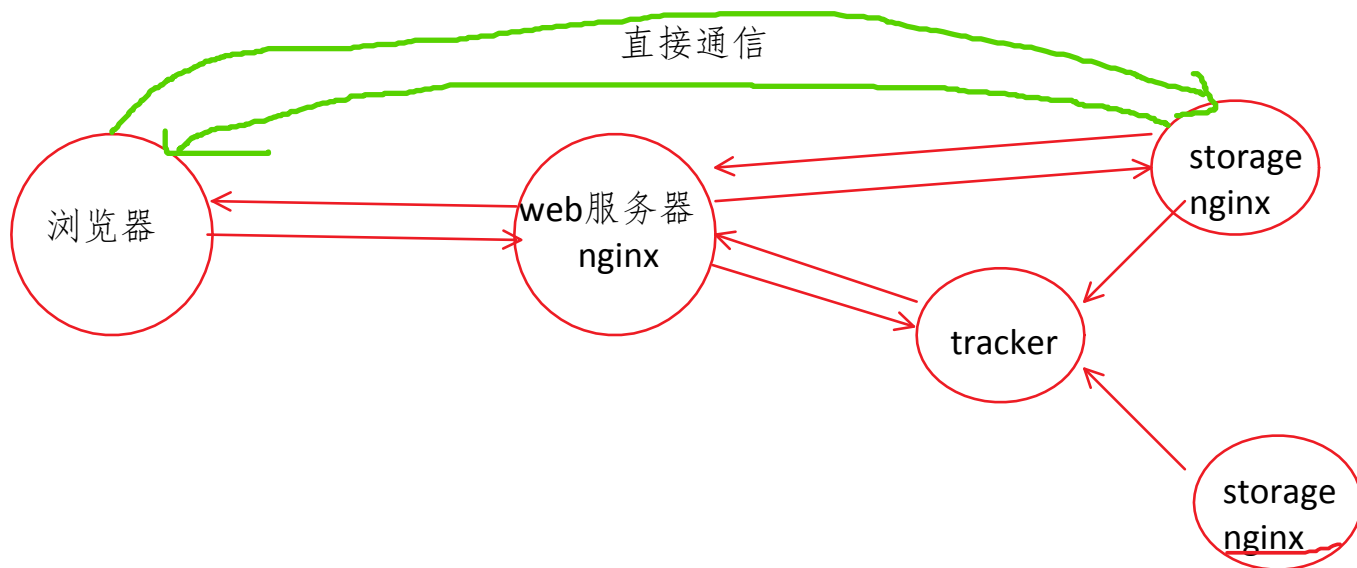 直接通信
浏览器
web服务器
nginx
storage
nginx
tracker
storage
nginx